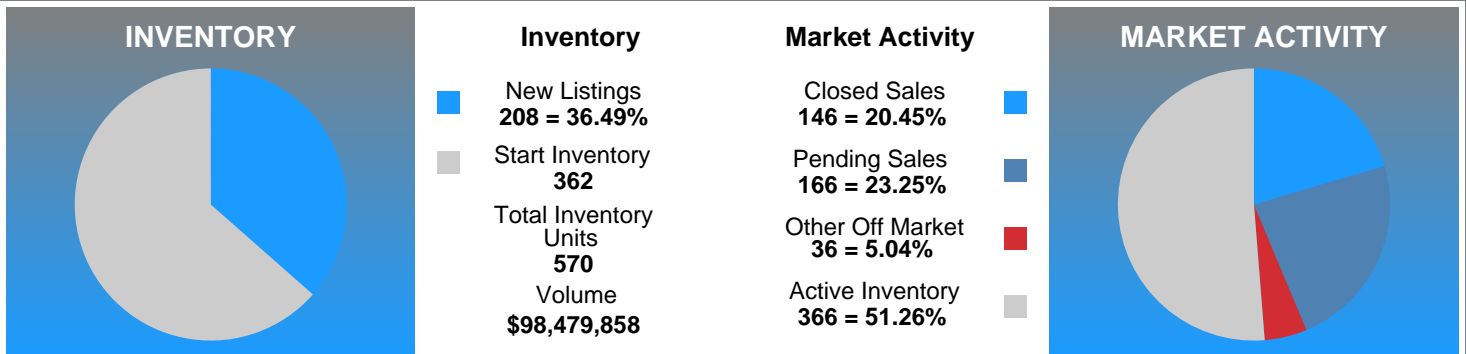 INVENTORY
Inventory
New Listings
208 = 36.49%
Start Inventory
362
Total Inventory
Units
570
Volume
$98,479,858
Market Activity
Closed Sales
146 = 20.45%
Pending Sales
166 = 23.25%
Other Off Market
36 = 5.04%
Active Inventory
366 = 51.26%
MARKET ACTIVITY